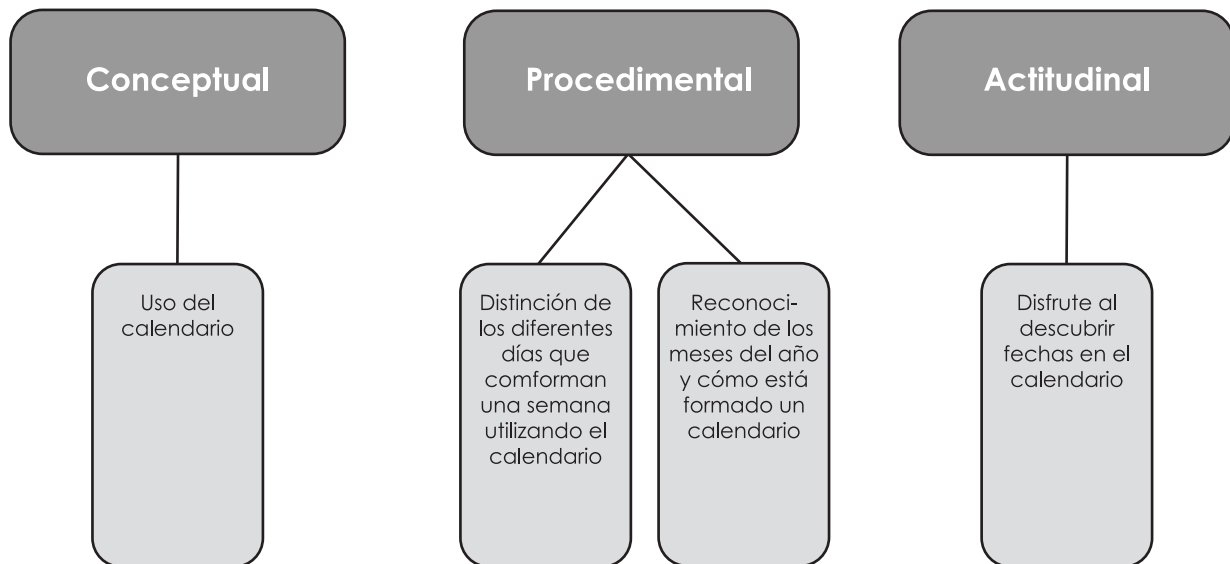 Conceptual
Procedimental
Actitudinal
Uso del
calendario
Distinción de
los diferentes
días que
comforman
una semana
utilizando el
calendario
Reconoci-
miento de los
meses del año
y cómo está
formado un
calendario
Disfrute al
descubrir
fechas en el
calendario